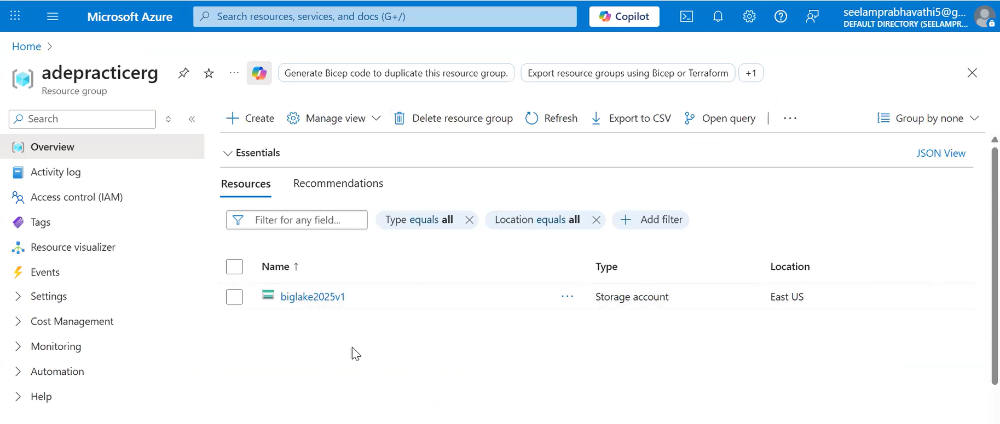 Microsoft Azure
Search resources, services, and docs (G+/)
Copilot
seelamprabhavathi5@g...
DEFAULT DIRECTORY (SEELAMPR...
Home >
adepracticerg
Resource group
Generate Bicep code to duplicate this resource group.
Export resource groups using Bicep or Terraform
+1
Search
Create
Manage view
Delete resource group
Refresh
Export to CSV
Open query
Group by none
Overview
Activity log
Access control (IAM)
Tags
Resource visualizer
Events
Settings
Cost Management
Monitoring
Automation
Help
Essentials
JSON View
Resources
Recommendations
Filter for any field...
Type equals all
Location equals all
Add filter
Name ↑
Type
Location
biglake2025v1
...
Storage account
East US